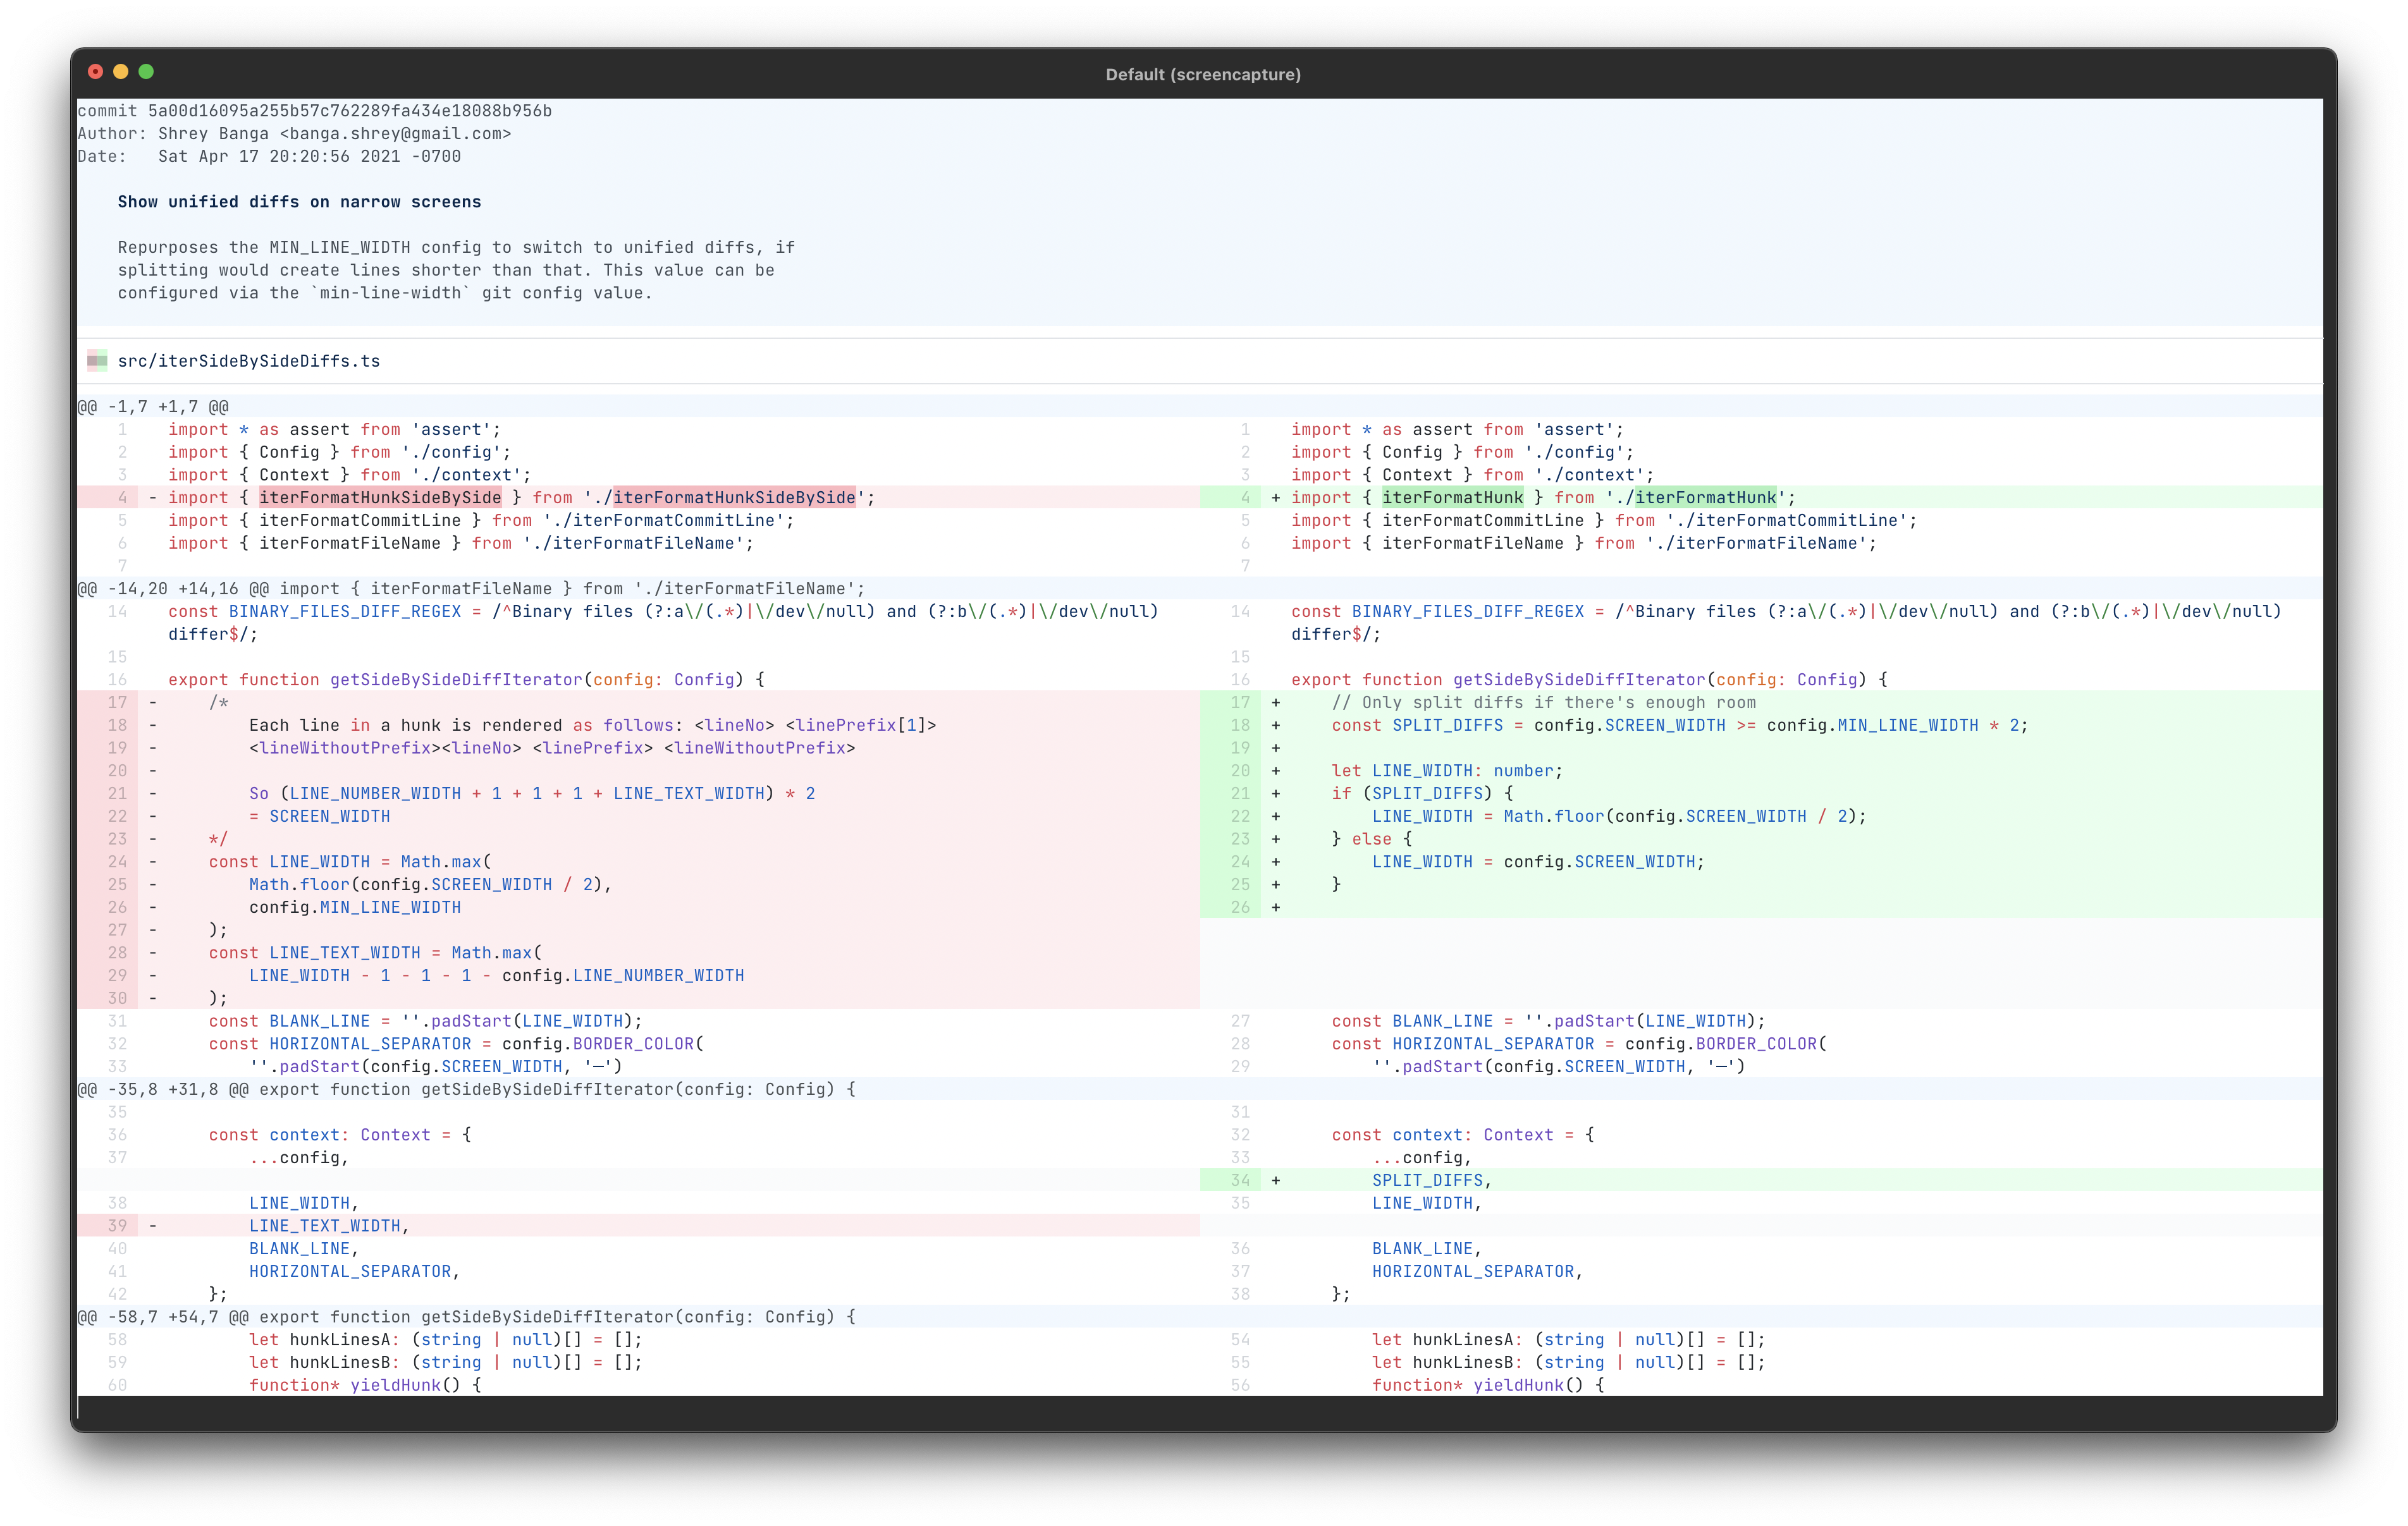 Default (screencapture)
commit 5a00d16095a255b57c762289fa434e18088b956b
Author: Shrey Banga <banga.shrey@gmail.com>
Date:   Sat Apr 17 20:20:56 2021 -0700
Show unified diffs on narrow screens
Repurposes the MIN_LINE_WIDTH config to switch to unified diffs, if
splitting would create lines shorter than that. This value can be
configured via the `min-line-width` git config value.
src/iterSideBySideDiffs.ts
@@ -1,7 +1,7 @@
1 import * as assert from 'assert'; 1 import * as assert from 'assert';
2 import { Config } from './config'; 2 import { Config } from './config';
3 import { Context } from './context'; 3 import { Context } from './context';
4 - import { iterFormatHunkSideBySide } from './iterFormatHunkSideBySide'; 4 + import { iterFormatHunk } from './iterFormatHunk';
5 import { iterFormatCommitLine } from './iterFormatCommitLine'; 5 import { iterFormatCommitLine } from './iterFormatCommitLine';
6 import { iterFormatFileName } from './iterFormatFileName'; 6 import { iterFormatFileName } from './iterFormatFileName';
7 7
@@ -14,20 +14,16 @@ import { iterFormatFileName } from './iterFormatFileName';
14 const BINARY_FILES_DIFF_REGEX = /^Binary files (?:a\/(.*)|\/dev\/null) and (?:b\/(.*)|\/dev\/null) 14 const BINARY_FILES_DIFF_REGEX = /^Binary files (?:a\/(.*)|\/dev\/null) and (?:b\/(.*)|\/dev\/null)
differ$/; differ$/;
15 15
16 export function getSideBySideDiffIterator(config: Config) { 16 export function getSideBySideDiffIterator(config: Config) {
17 - /* 17 + // Only split diffs if there's enough room
18 - Each line in a hunk is rendered as follows: <lineNo> <linePrefix[1]> 18 + const SPLIT_DIFFS = config.SCREEN_WIDTH >= config.MIN_LINE_WIDTH * 2;
19 - <lineWithoutPrefix><lineNo> <linePrefix> <lineWithoutPrefix> 19 +
20 - 20 + let LINE_WIDTH: number;
21 - So (LINE_NUMBER_WIDTH + 1 + 1 + 1 + LINE_TEXT_WIDTH) * 2 21 + if (SPLIT_DIFFS) {
22 - = SCREEN_WIDTH 22 + LINE_WIDTH = Math.floor(config.SCREEN_WIDTH / 2);
23 - */ 23 + } else {
24 - const LINE_WIDTH = Math.max( 24 + LINE_WIDTH = config.SCREEN_WIDTH;
25 - Math.floor(config.SCREEN_WIDTH / 2), 25 + }
26 - config.MIN_LINE_WIDTH 26 +
27 - );
28 - const LINE_TEXT_WIDTH = Math.max(
29 - LINE_WIDTH - 1 - 1 - 1 - config.LINE_NUMBER_WIDTH
30 - );
31 const BLANK_LINE = ''.padStart(LINE_WIDTH); 27 const BLANK_LINE = ''.padStart(LINE_WIDTH);
32 const HORIZONTAL_SEPARATOR = config.BORDER_COLOR( 28 const HORIZONTAL_SEPARATOR = config.BORDER_COLOR(
33 ''.padStart(config.SCREEN_WIDTH, '─') 29 ''.padStart(config.SCREEN_WIDTH, '─')
@@ -35,8 +31,8 @@ export function getSideBySideDiffIterator(config: Config) {
35 31
36 const context: Context = { 32 const context: Context = {
37 ...config, 33 ...config,
34 + SPLIT_DIFFS,
38 LINE_WIDTH, 35 LINE_WIDTH,
39 - LINE_TEXT_WIDTH,
40 BLANK_LINE, 36 BLANK_LINE,
41 HORIZONTAL_SEPARATOR, 37 HORIZONTAL_SEPARATOR,
42 }; 38 };
@@ -58,7 +54,7 @@ export function getSideBySideDiffIterator(config: Config) {
58 let hunkLinesA: (string | null)[] = []; 54 let hunkLinesA: (string | null)[] = [];
59 let hunkLinesB: (string | null)[] = []; 55 let hunkLinesB: (string | null)[] = [];
60 function* yieldHunk() { 56 function* yieldHunk() {